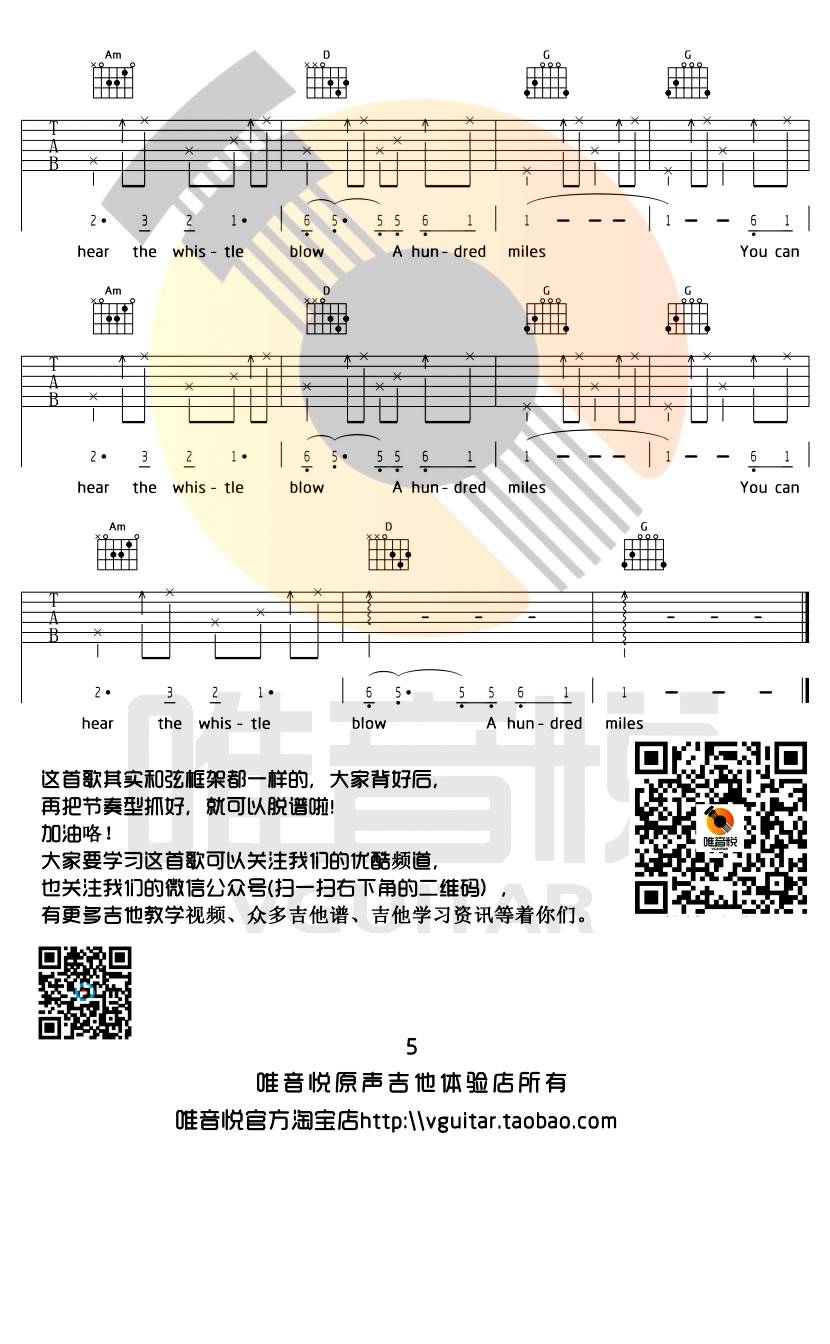 Am D G G
T
A
B
2• 3 2 1• 6 5• 5 5 6 1 1 – – – 1 – – 6 1
hear the whis - tle blow A hun - dred miles You can
Am D G G
T
A
B
2• 3 2 1• 6 5• 5 5 6 1 1 – – – 1 – – 6 1
hear the whis - tle blow A hun - dred miles You can
Am D G
T
A
B
2• 3 2 1• 6 5• 5 5 6 1 1 – – –
hear the whis - tle blow A hun - dred miles
唯音悦
VGUITAR
这首歌其实和弦框架都一样的，大家背好后，
再把节奏型抓好，就可以脱谱啦！
加油咯！
大家要学习这首歌可以关注我们的优酷频道，
也关注我们的微信公众号(扫一扫右下角的二维码)，
有更多吉他教学视频、众多吉他谱、吉他学习资讯等着你们。
唯音悦
VGUITAR
5
唯音悦原声吉他体验店所有
唯音悦官方淘宝店http:\\vguitar.taobao.com